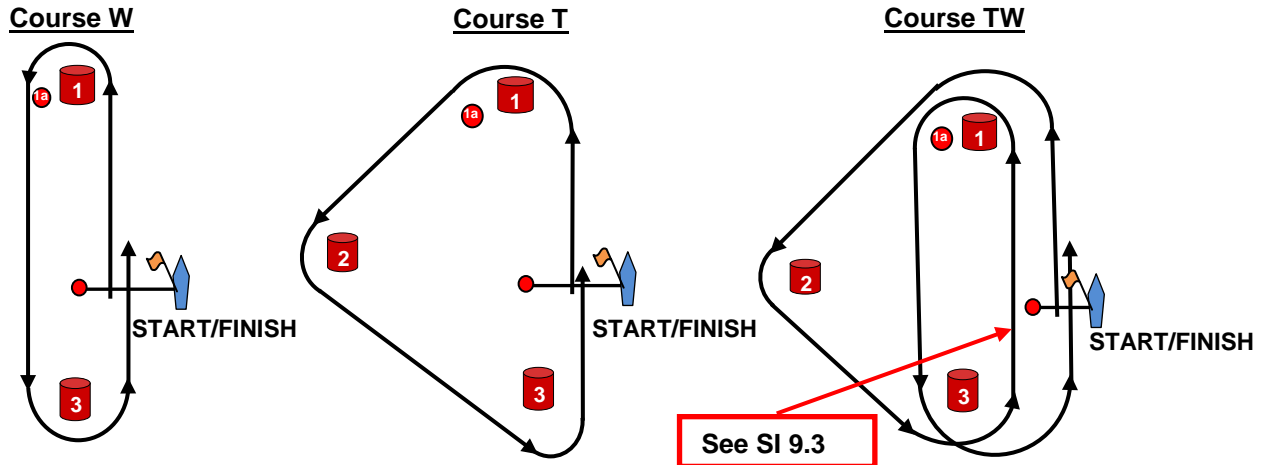 Course W
1
1a
3
START/FINISH
Course T
1
1a
2
3
START/FINISH
Course TW
1
1a
2
3
START/FINISH
See SI 9.3